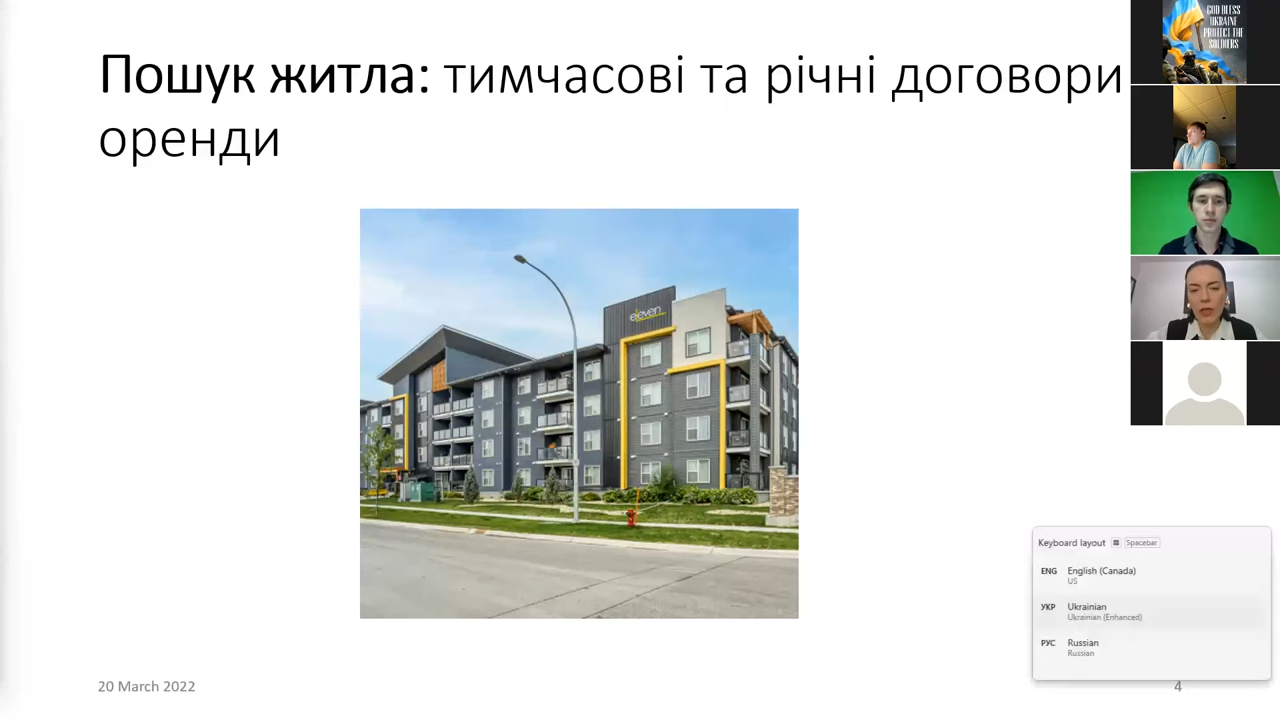 Пошук житла: тимчасові та річні договори
оренди
GOD BLESS
UKRAINE
PROTECT THE
SOLDIERS
eleven
Keyboard layout Spacebar
ENG English (Canada)
US
УКР Ukrainian
Ukrainian (Enhanced)
РУС Russian
Russian
20 March 2022
4